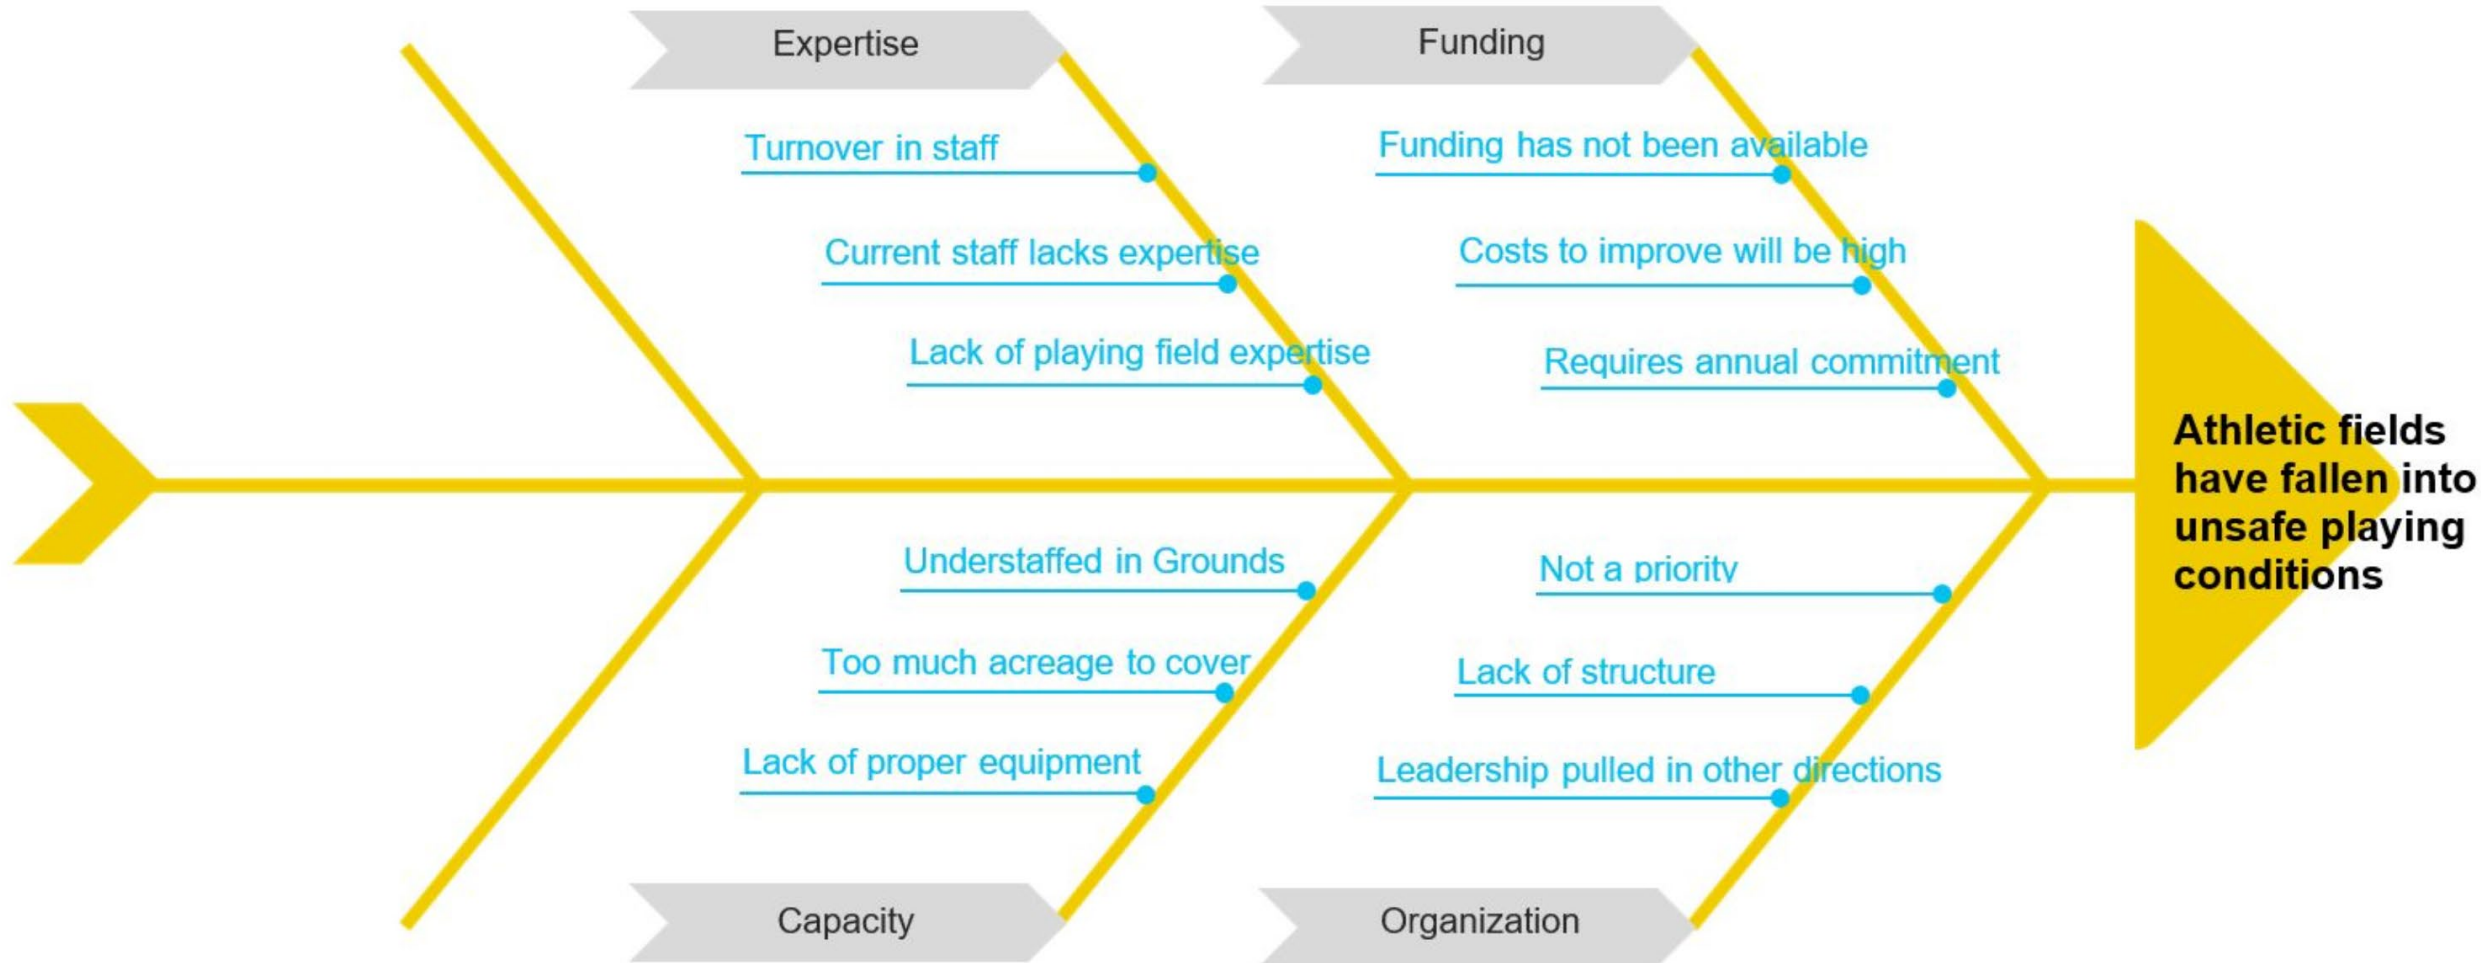 Expertise
Funding
Turnover in staff
Funding has not been available
Current staff lacks expertise
Costs to improve will be high
Lack of playing field expertise
Requires annual commitment
Athletic fields
have fallen into
unsafe playing
conditions
Understaffed in Grounds
Not a priority
Too much acreage to cover
Lack of structure
Lack of proper equipment
Leadership pulled in other directions
Capacity
Organization